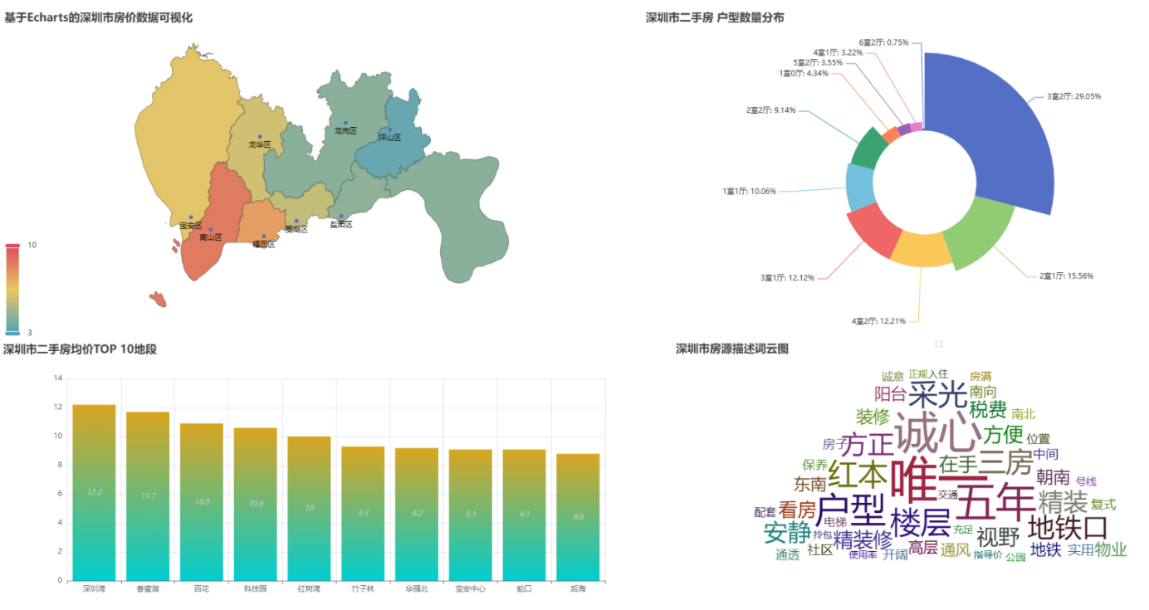 基于Echarts的深圳市房价数据可视化
龙华区
龙岗区
坪山区
宝安区
南山区
福田区
罗湖区
盐田区
10
3
深圳市二手房 户型数量分布
6室2厅: 0.75%
4室1厅: 3.22%
5室2厅: 3.55%
1室0厅: 4.34%
2室2厅: 9.14%
1室1厅: 10.06%
3室1厅: 12.12%
4室2厅: 12.21%
2室1厅: 15.56%
3室2厅: 29.05%
深圳市二手房均价TOP 10地段
14
12
10
8
6
4
2
0
12.2
11.7
10.9
10.6
10
9.3
9.2
9.1
9.1
8.8
深圳湾
香蜜湖
百花
科技园
红树湾
竹子林
华强北
宝安中心
蛇口
后海
深圳市房源描述词云图
诚意
正规
入住
房满
阳台
采光
南向
装修
税费
南北
诚心
房子
方正
方便
位置
保养
红本
唯一
在手
三房
中间
东南
交通
五年
朝南
号线
配套
看房
户型
电梯
精装
复式
安静
拎包
楼层
充足
视野
地铁口
通透
社区
精装修
使用率
开阔
高层
通风
指导价
公园
地铁
实用
物业